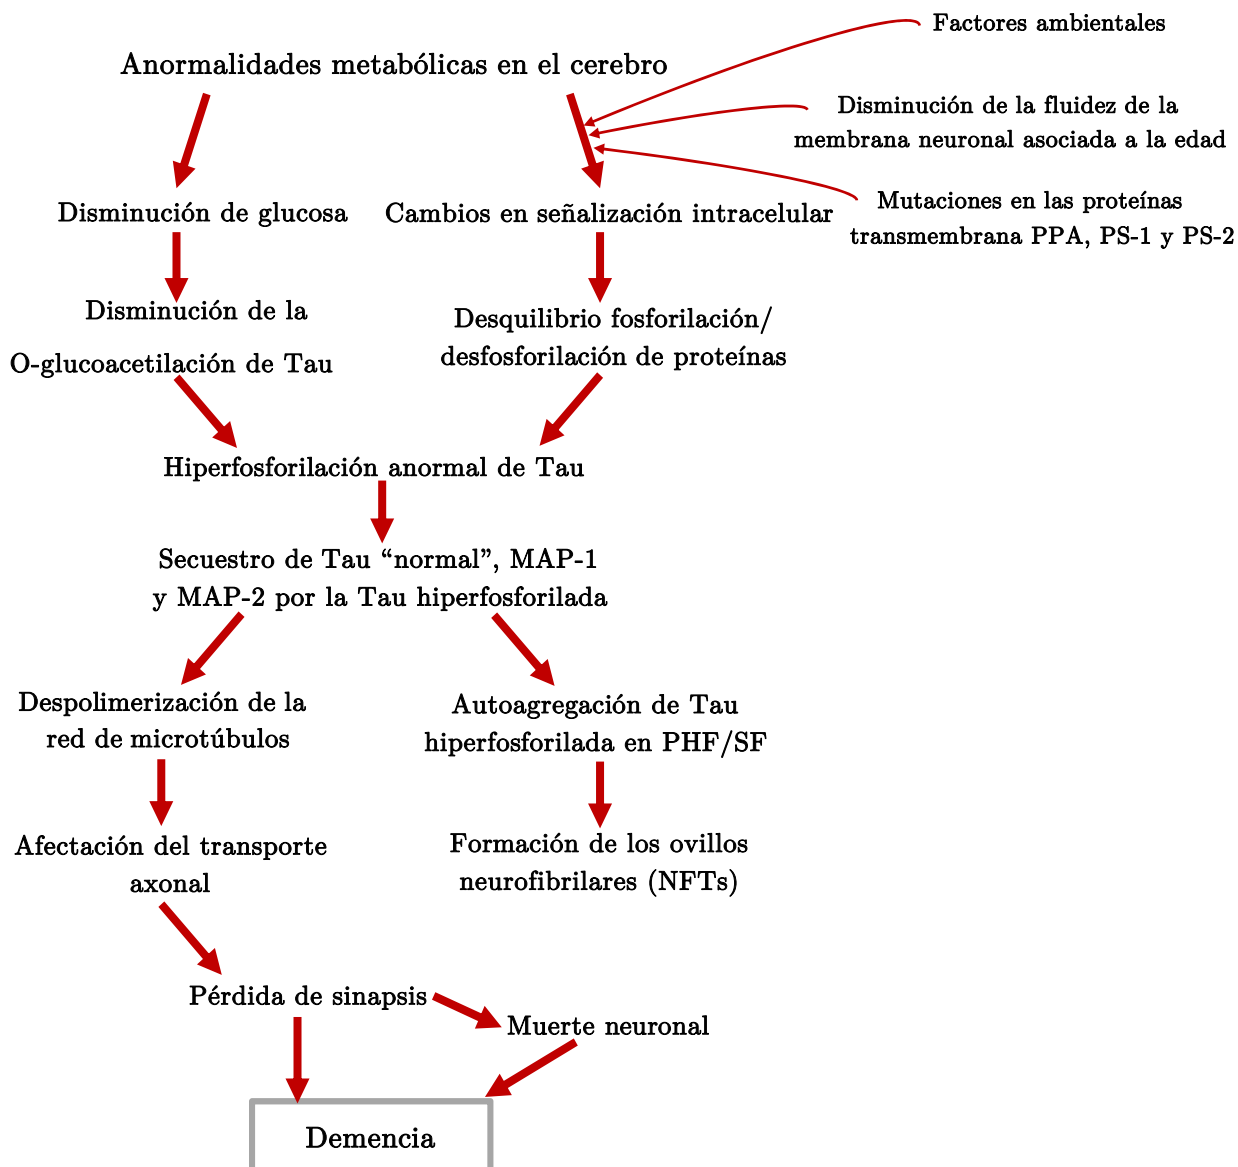 Factores ambientales
Anormalidades metabólicas en el cerebro
Disminución de la fluidez de la
membrana neuronal asociada a la edad
Mutaciones en las proteínas
transmembrana PPA, PS-1 y PS-2
Disminución de glucosa
Cambios en señalización intracelular
Disminución de la
O-glucoacetilación de Tau
Desquilibrio fosforilación/
desfosforilación de proteínas
Hiperfosforilación anormal de Tau
Secuestro de Tau “normal”, MAP-1
y MAP-2 por la Tau hiperfosforilada
Despolimerización de la
red de microtúbulos
Autoagregación de Tau
hiperfosforilada en PHF/SF
Afectación del transporte
axonal
Formación de los ovillos
neurofibrilares (NFTs)
Pérdida de sinapsis
Muerte neuronal
Demencia